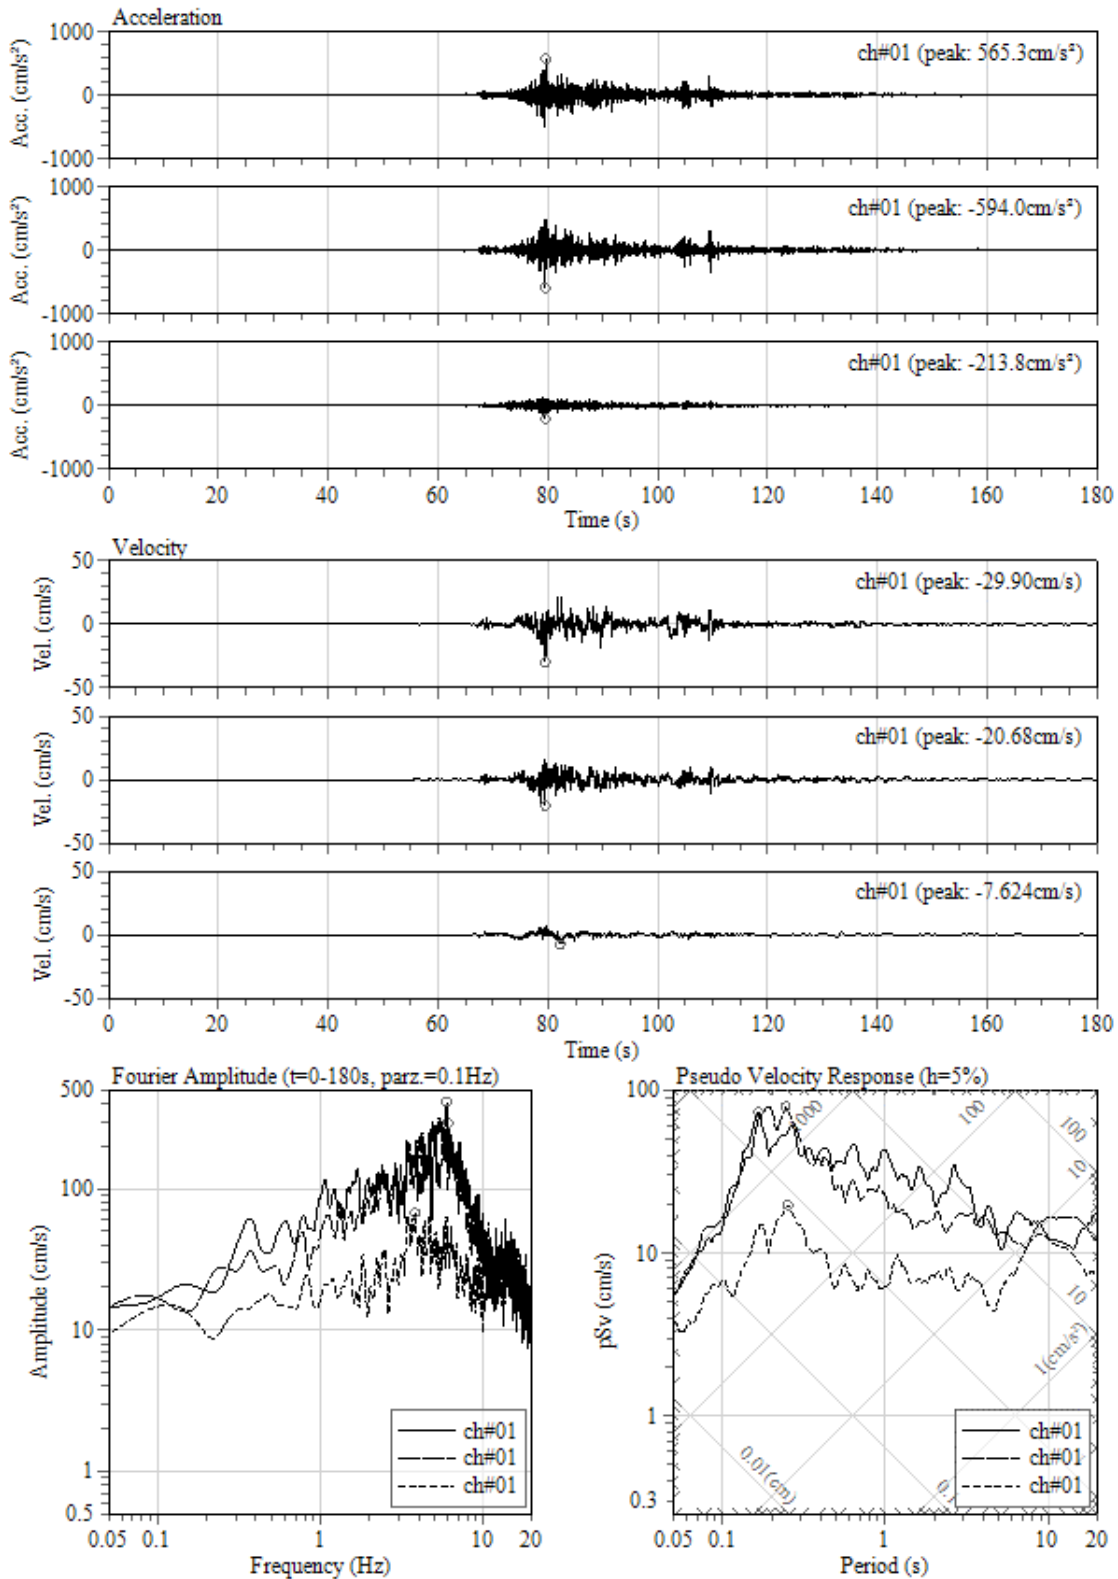 Acceleration
1000
0
-1000
Acc. (cm/s²)
ch#01 (peak: 565.3cm/s²)
1000
0
-1000
Acc. (cm/s²)
ch#01 (peak: -594.0cm/s²)
1000
0
-1000
Acc. (cm/s²)
ch#01 (peak: -213.8cm/s²)
0 20 40 60 80 100 120 140 160 180
Time (s)
Velocity
50
0
-50
Vel. (cm/s)
ch#01 (peak: -29.90cm/s)
50
0
-50
Vel. (cm/s)
ch#01 (peak: -20.68cm/s)
50
0
-50
Vel. (cm/s)
ch#01 (peak: -7.624cm/s)
0 20 40 60 80 100 120 140 160 180
Time (s)
Fourier Amplitude (t=0-180s, parz.=0.1Hz)
500
100
10
1
0.5
Amplitude (cm/s)
ch#01
ch#01
ch#01
0.05 0.1 1 10 20
Frequency (Hz)
Pseudo Velocity Response (h=5%)
100
10
1
0.3
pSv (cm/s)
1000
100
100
10
10
1(cm/s²)
0.01(cm)
ch#01
ch#01
ch#01
0.05 0.1 1 10 20
Period (s)